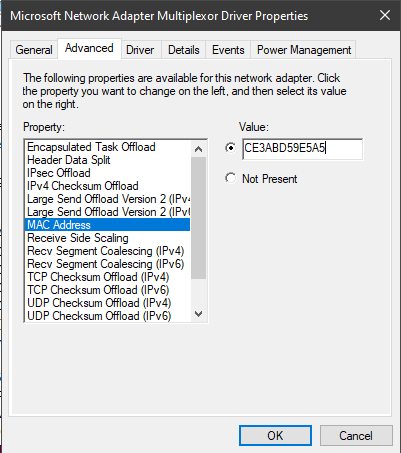 Microsoft Network Adapter Multiplexor Driver Properties
General Advanced Driver Details Events Power Management
The following properties are available for this network adapter. Click
the property you want to change on the left, and then select its value
on the right.
Property:
Encapsulated Task Offload
Header Data Split
IPsec Offload
IPv4 Checksum Offload
Large Send Offload Version 2 (IPv4
Large Send Offload Version 2 (IPv6
MAC Address
Receive Side Scaling
Recv Segment Coalescing (IPv4)
Recv Segment Coalescing (IPv6)
TCP Checksum Offload (IPv4)
TCP Checksum Offload (IPv6)
UDP Checksum Offload (IPv4)
UDP Checksum Offload (IPv6)
Value:
CE3ABD59E5A5
Not Present
OK Cancel